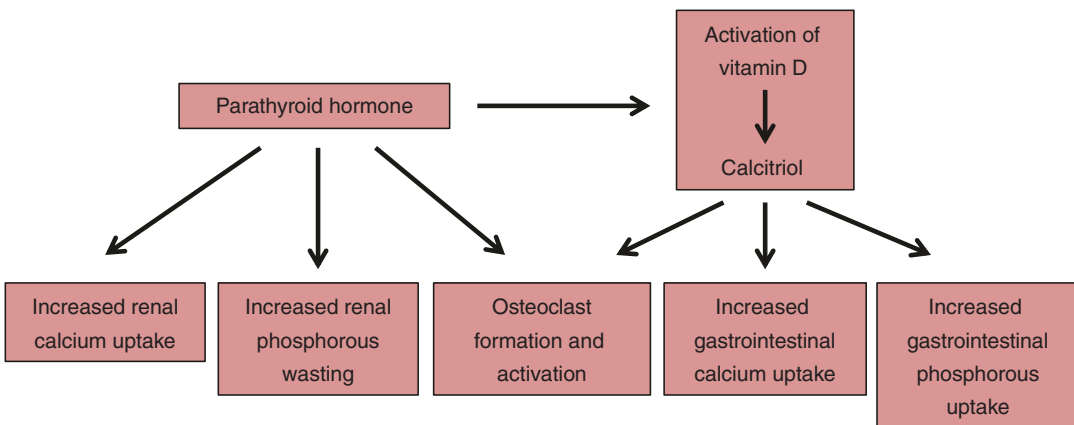 Activation of
vitamin D
Parathyroid hormone
Calcitriol
Increased renal
calcium uptake
Increased renal
phosphorous
wasting
Osteoclast
formation and
activation
Increased
gastrointestinal
calcium uptake
Increased
gastrointestinal
phosphorous
uptake